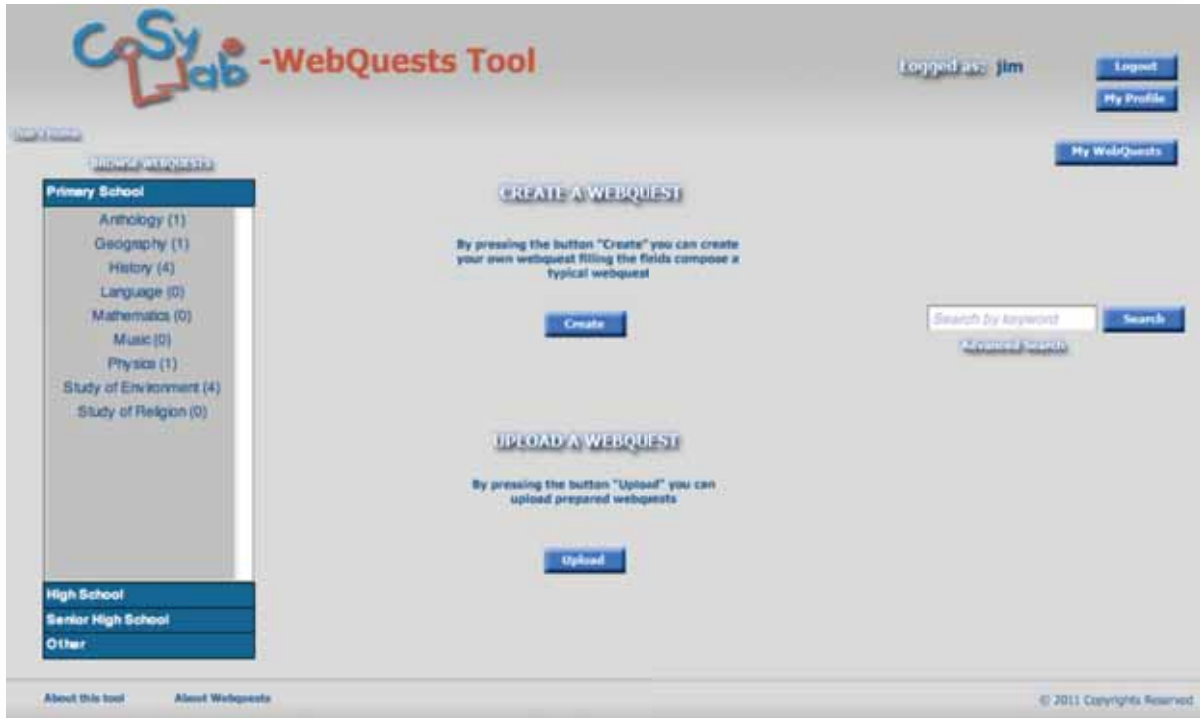 CoSy Llab -WebQuests Tool
Logged as: jim
Logout
My Profile
My WebQuests
BROWSE WEBQUESTS
Primary School
Anthology (1)
Geography (1)
History (4)
Language (0)
Mathematics (0)
Music (0)
Physics (1)
Study of Environment (4)
Study of Religion (0)
High School
Senior High School
Other
CREATE A WEBQUEST
By pressing the button "Create" you can create
your own webquest filling the fields compose a
typical webquest
Create
UPLOAD A WEBQUEST
By pressing the button "Upload" you can
upload prepared webquests
Upload
Search by keyword
Search
Advanced Search
About this tool
About Webquests
© 2011 Copyrights Reserved